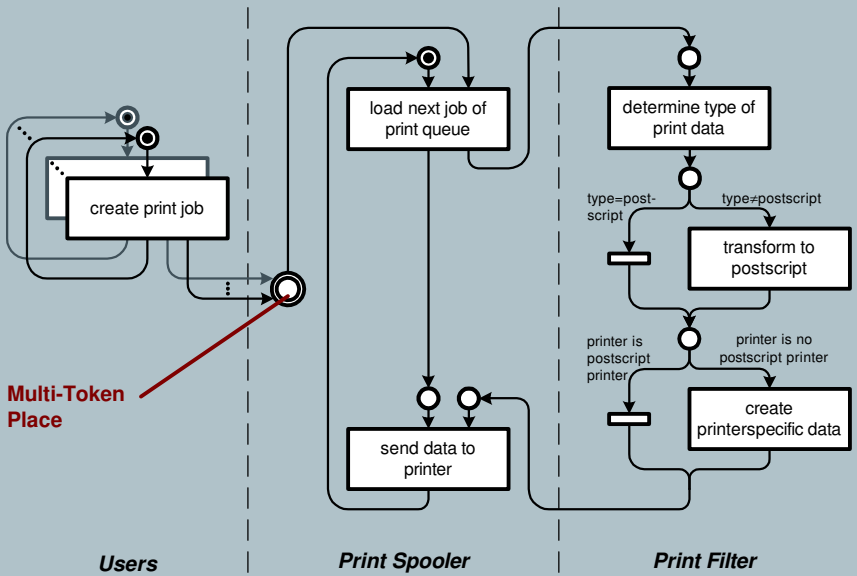 load next job of
print queue
determine type of
print data
create print job
type=post-
script
type≠postscript
transform to
postscript
printer is
postscript
printer
printer is no
postscript printer
Multi-Token
Place
create
printerspecific data
send data to
printer
Users
Print Spooler
Print Filter